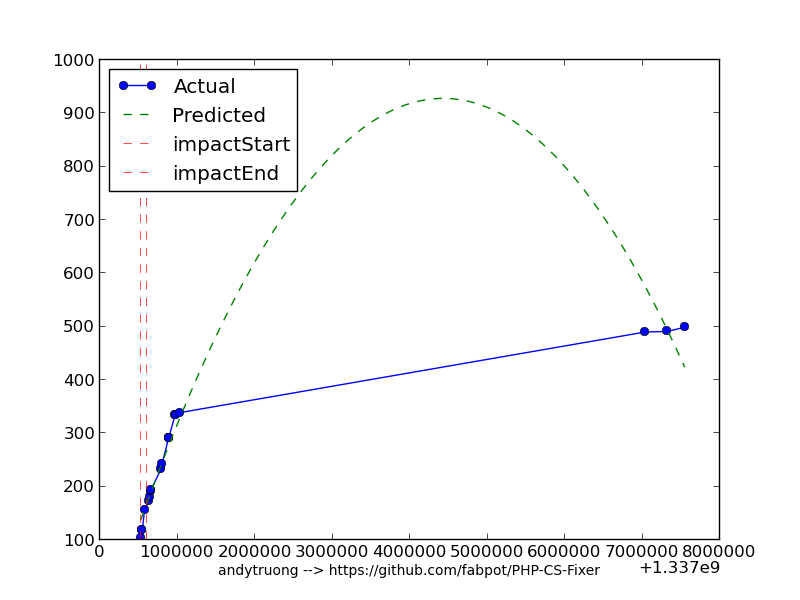 1000
900
800
700
600
500
400
300
200
100
Actual
Predicted
impactStart
impactEnd
0 1000000 2000000 3000000 4000000 5000000 6000000 7000000 8000000
+1.337e9
andytruong --> https://github.com/fabpot/PHP-CS-Fixer